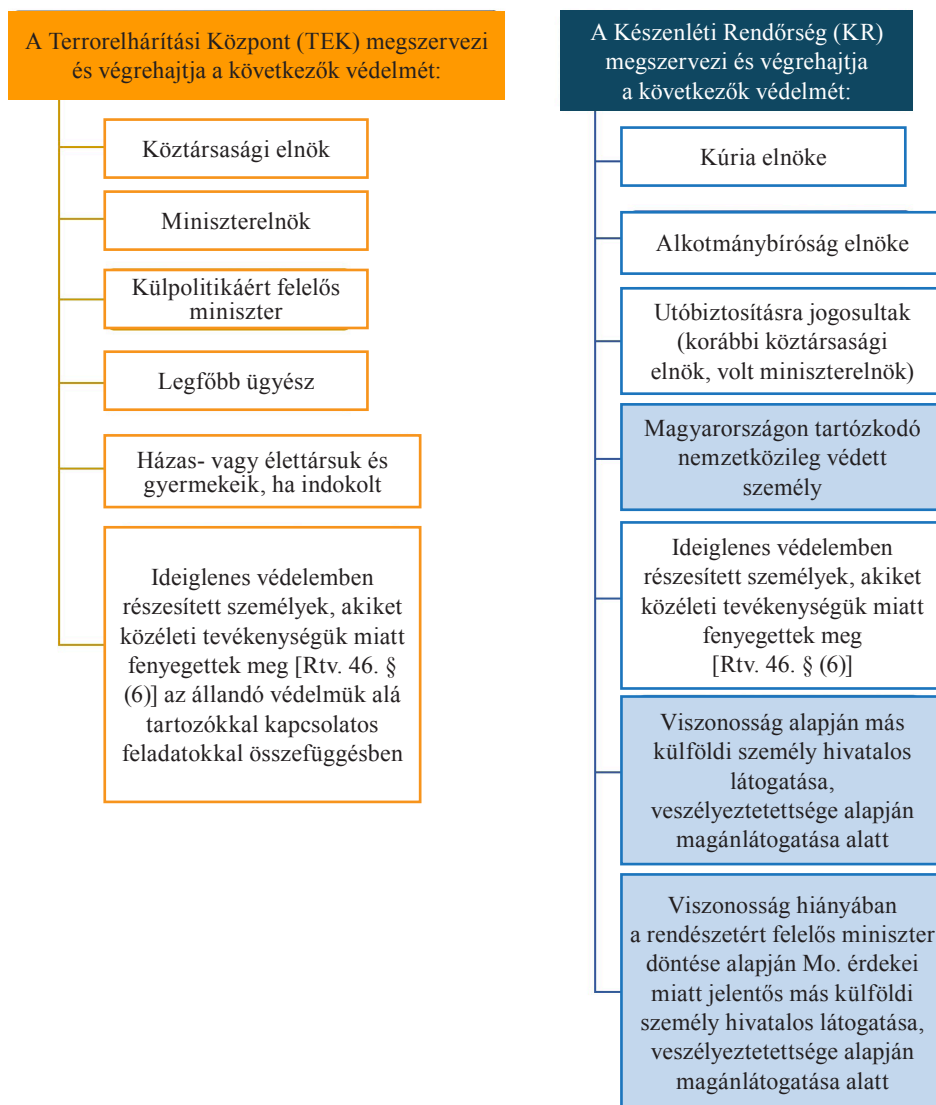 A Terrorelhárítási Központ (TEK) megszervezi
és végrehajtja a következők védelmét:
Köztársasági elnök
Miniszterelnök
Külpolitikáért felelős
miniszter
Legfőbb ügyész
Házas- vagy élettársuk és
gyermekeik, ha indokolt
Ideiglenes védelemben
részesített személyek, akiket
közéleti tevékenységük miatt
fenyegettek meg [Rtv. 46. §
(6)] az állandó védelmük alá
tartozókkal kapcsolatos
feladatokkal összefüggésben
A Készenléti Rendőrség (KR)
megszervezi és végrehajtja
a következők védelmét:
Kúria elnöke
Alkotmánybíróság elnöke
Utóbiztosításra jogosultak
(korábbi köztársasági
elnök, volt miniszterelnök)
Magyarországon tartózkodó
nemzetközileg védett
személy
Ideiglenes védelemben
részesített személyek, akiket
közéleti tevékenységük miatt
fenyegettek meg
[Rtv. 46. § (6)]
Viszonosság alapján más
külföldi személy hivatalos
látogatása,
veszélyeztetettsége alapján
magánlátogatása alatt
Viszonosság hiányában
a rendészetért felelős miniszter
döntése alapján Mo. érdekei
miatt jelentős más külföldi
személy hivatalos látogatása,
veszélyeztetettsége alapján
magánlátogatása alatt